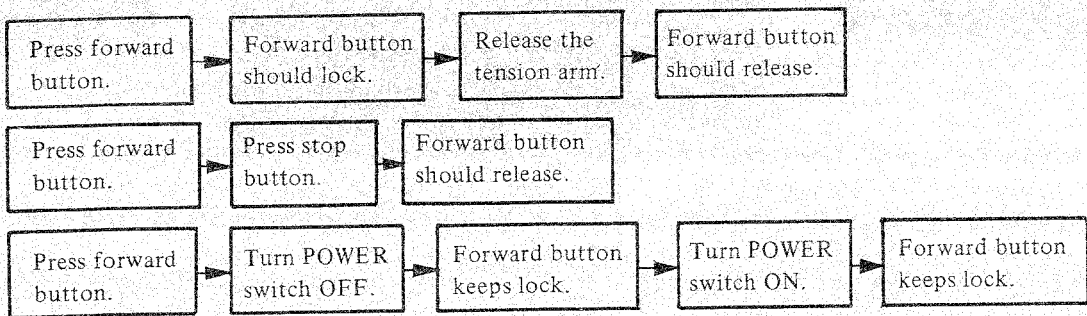 Press forward
button.
Forward button
should lock.
Release the
tension arm.
Forward button
should release.
Press forward
button.
Press stop
button.
Forward button
should release.
Press forward
button.
Turn POWER
switch OFF.
Forward button
keeps lock.
Turn POWER
switch ON.
Forward button
keeps lock.